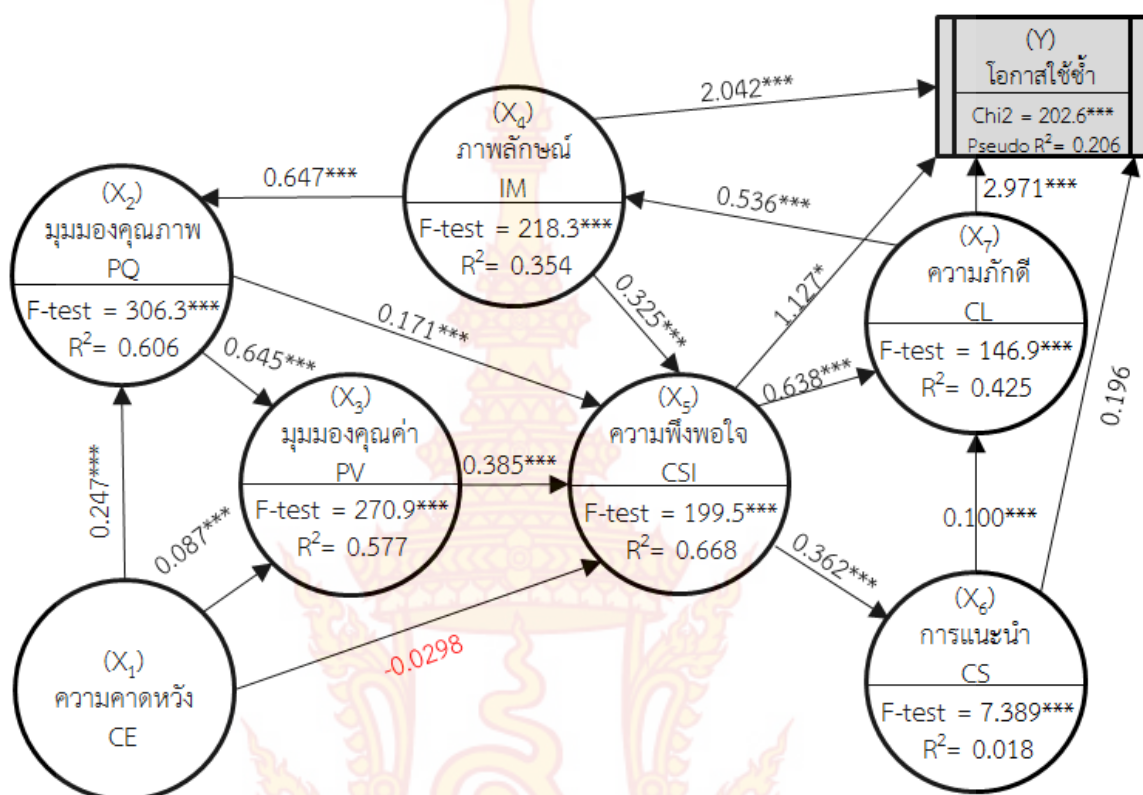 (Y)
โอกาสใช้ซ้ำ
Chi2 = 202.6***
Pseudo R²= 0.206
2.042***
(X₄)
ภาพลักษณ์
IM
F-test = 218.3***
R²= 0.354
0.647***
0.536***
2.971***
(X₂)
มุมมองคุณภาพ
PQ
F-test = 306.3***
R²= 0.606
(X₇)
ความภักดี
CL
F-test = 146.9***
R²= 0.425
0.171***
0.325***
1.127*
0.645***
0.638***
0.196
(X₃)
มุมมองคุณค่า
PV
F-test = 270.9***
R²= 0.577
0.385***
(X₅)
ความพึงพอใจ
CSI
F-test = 199.5***
R²= 0.668
0.247***
0.087***
0.100***
0.362***
-0.0298
(X₁)
ความคาดหวัง
CE
(X₆)
การแนะนำ
CS
F-test = 7.389***
R²= 0.018